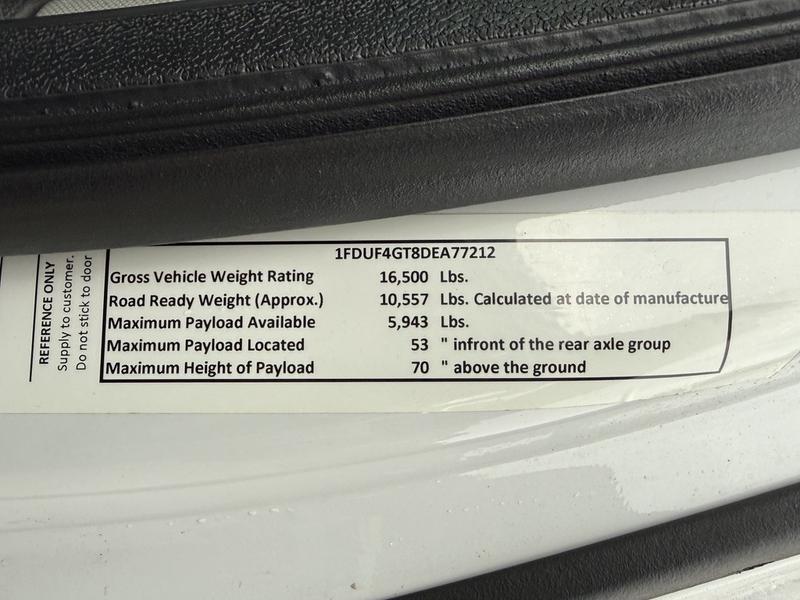 REFERENCE ONLY
Supply to customer.
Do not stick to door
1FDUF4GT8DEA77212
Gross Vehicle Weight Rating 16,500 Lbs.
Road Ready Weight (Approx.) 10,557 Lbs. Calculated at date of manufacture
Maximum Payload Available 5,943 Lbs.
Maximum Payload Located 53 " infront of the rear axle group
Maximum Height of Payload 70 " above the ground